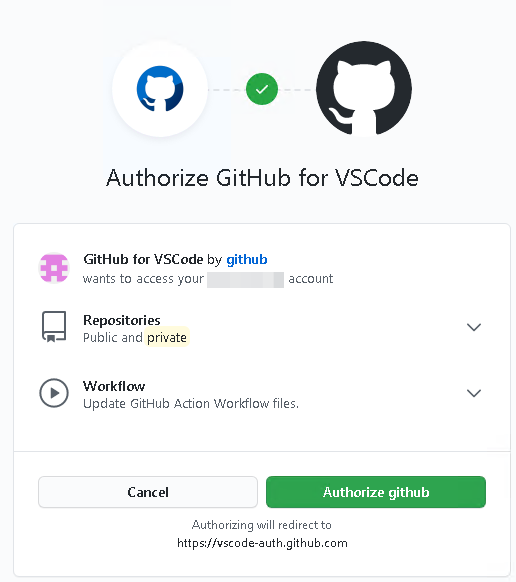 Authorize GitHub for VSCode
GitHub for VSCode by github
wants to access your account
Repositories
Public and private
Workflow
Update GitHub Action Workflow files.
Cancel
Authorize github
Authorizing will redirect to
https://vscode-auth.github.com